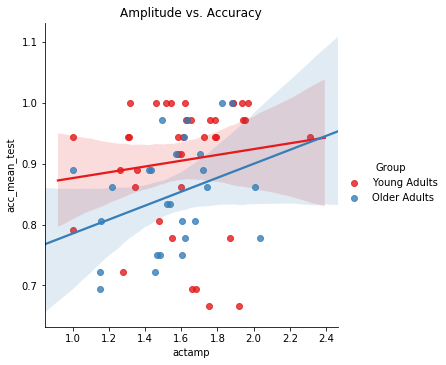 Amplitude vs. Accuracy
acc_mean_test
1.1
1.0
0.9
0.8
0.7
1.0
1.2
1.4
1.6
1.8
2.0
2.2
2.4
actamp
Group
Young Adults
Older Adults